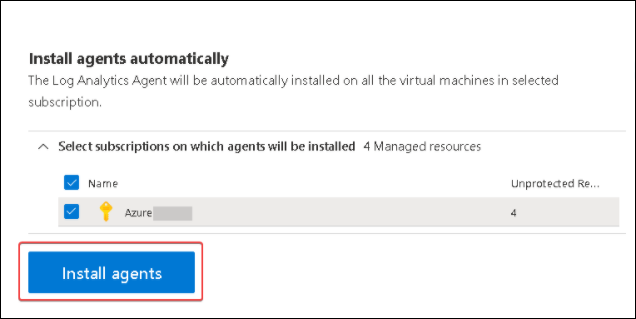 Install agents automatically
The Log Analytics Agent will be automatically installed on all the virtual machines in selected
subscription.
Select subscriptions on which agents will be installed 4 Managed resources
Name Unprotected Re...
Azure 4
Install agents